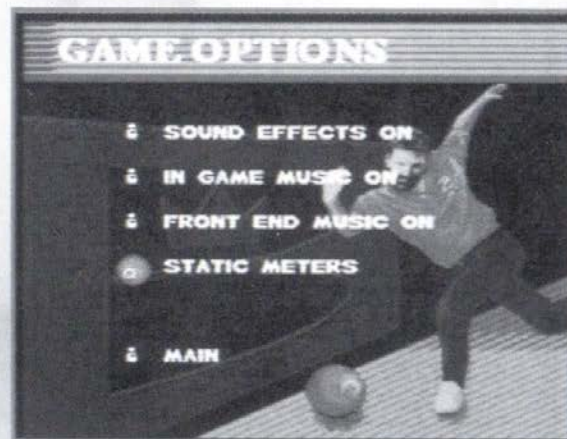 GAME OPTIONS
SOUND EFFECTS ON
IN GAME MUSIC ON
FRONT END MUSIC ON
STATIC METERS
MAIN